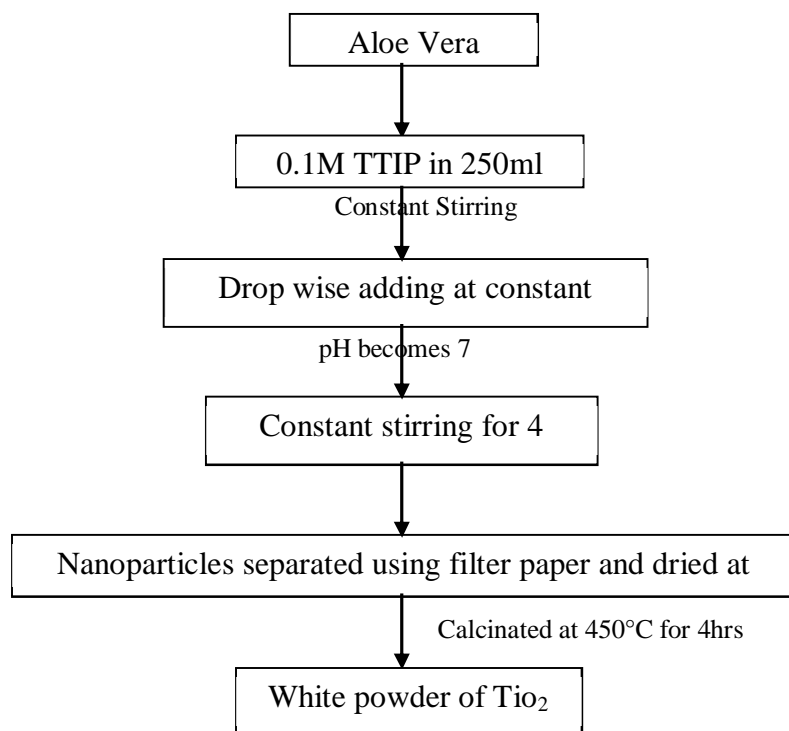 Aloe Vera
0.1M TTIP in 250ml
Constant Stirring
Drop wise adding at constant
pH becomes 7
Constant stirring for 4
Nanoparticles separated using filter paper and dried at
Calcinated at 450°C for 4hrs
White powder of Tio₂